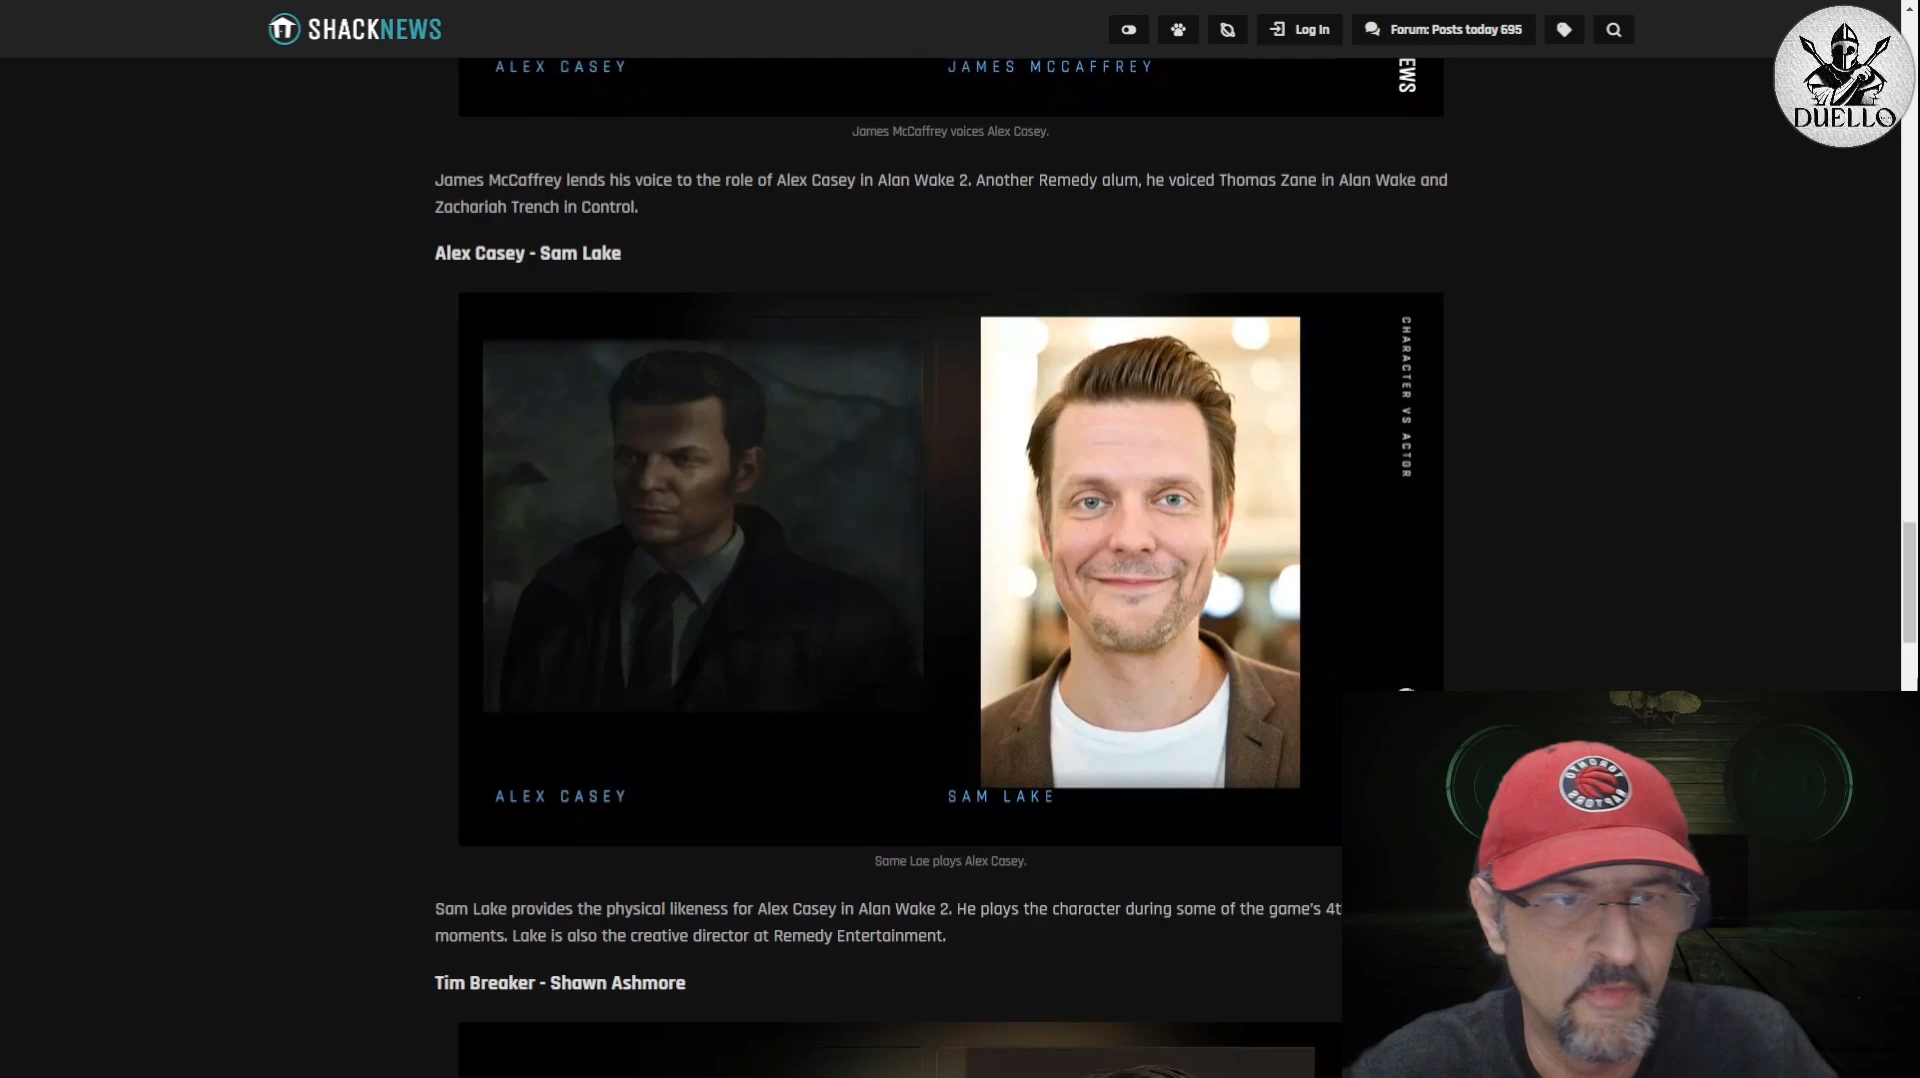 SHACKNEWS
Log In
Forum: Posts today 695
DUELLO
ALEX CASEY
JAMES MCCAFFREY
EWS
James McCaffrey voices Alex Casey.
James McCaffrey lends his voice to the role of Alex Casey in Alan Wake 2. Another Remedy alum, he voiced Thomas Zane in Alan Wake and
Zachariah Trench in Control.
Alex Casey - Sam Lake
CHARACTER VS ACTOR
ALEX CASEY
SAM LAKE
Same Lae plays Alex Casey.
Sam Lake provides the physical likeness for Alex Casey in Alan Wake 2. He plays the character during some of the game's 4t
moments. Lake is also the creative director at Remedy Entertainment.
Tim Breaker - Shawn Ashmore
TORONTO
RAPTORS